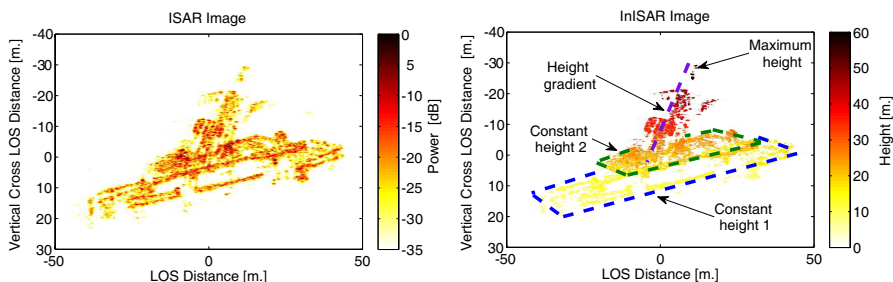 ISAR Image
Vertical Cross LOS Distance [m.]
-40
-30
-20
-10
0
10
20
30
-50
0
50
LOS Distance [m.]
0
-5
-10
-15
-20
-25
-30
-35
Power [dB]
InISAR Image
Vertical Cross LOS Distance [m.]
-40
-30
-20
-10
0
10
20
30
-50
0
50
LOS Distance [m.]
Maximum
height
Height
gradient
Constant
height 2
Constant
height 1
60
50
40
30
20
10
0
Height [m.]